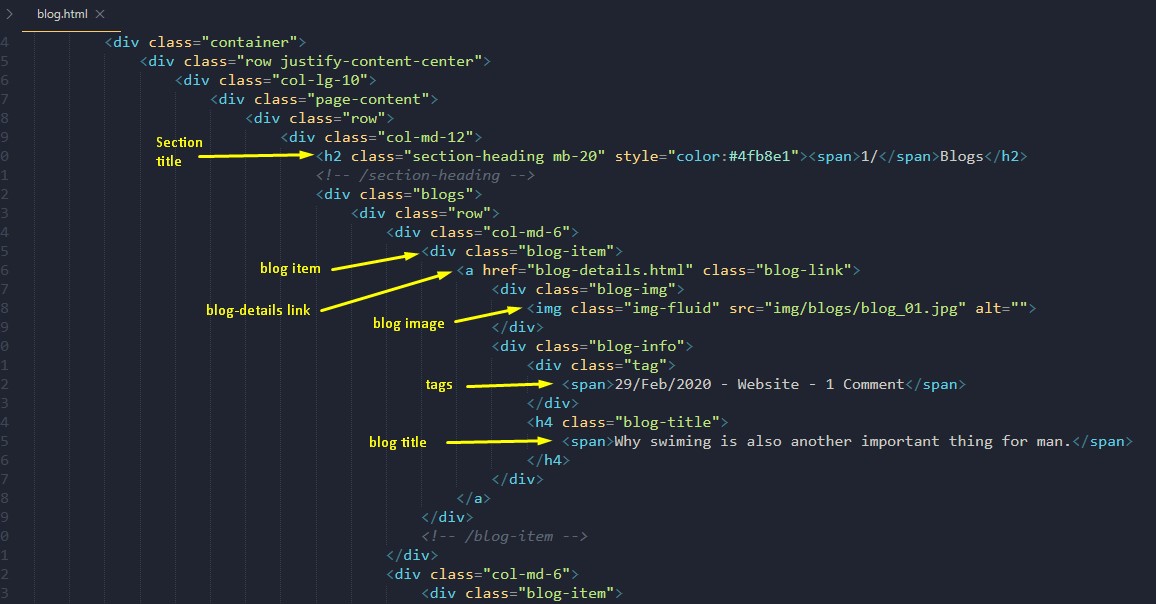 blog.html
4 <div class="container">
5 <div class="row justify-content-center">
6 <div class="col-lg-10">
7 <div class="page-content">
8 <div class="row">
9 <div class="col-md-12">
Section title
0 <h2 class="section-heading mb-20" style="color:#4fb8e1"><span>1/</span>Blogs</h2>
1 <!-- /section-heading -->
2 <div class="blogs">
3 <div class="row">
4 <div class="col-md-6">
5 <div class="blog-item">
blog item
6 <a href="blog-details.html" class="blog-link">
7 <div class="blog-img">
blog-details link
8 <img class="img-fluid" src="img/blogs/blog_01.jpg" alt="">
blog image
9 </div>
0 <div class="blog-info">
1 <div class="tag">
tags
2 <span>29/Feb/2020 - Website - 1 Comment</span>
3 </div>
4 <h4 class="blog-title">
blog title
5 <span>Why swiming is also another important thing for man.</span>
6 </h4>
7 </div>
8 </a>
9 </div>
0 <!-- /blog-item -->
1 </div>
2 <div class="col-md-6">
3 <div class="blog-item">